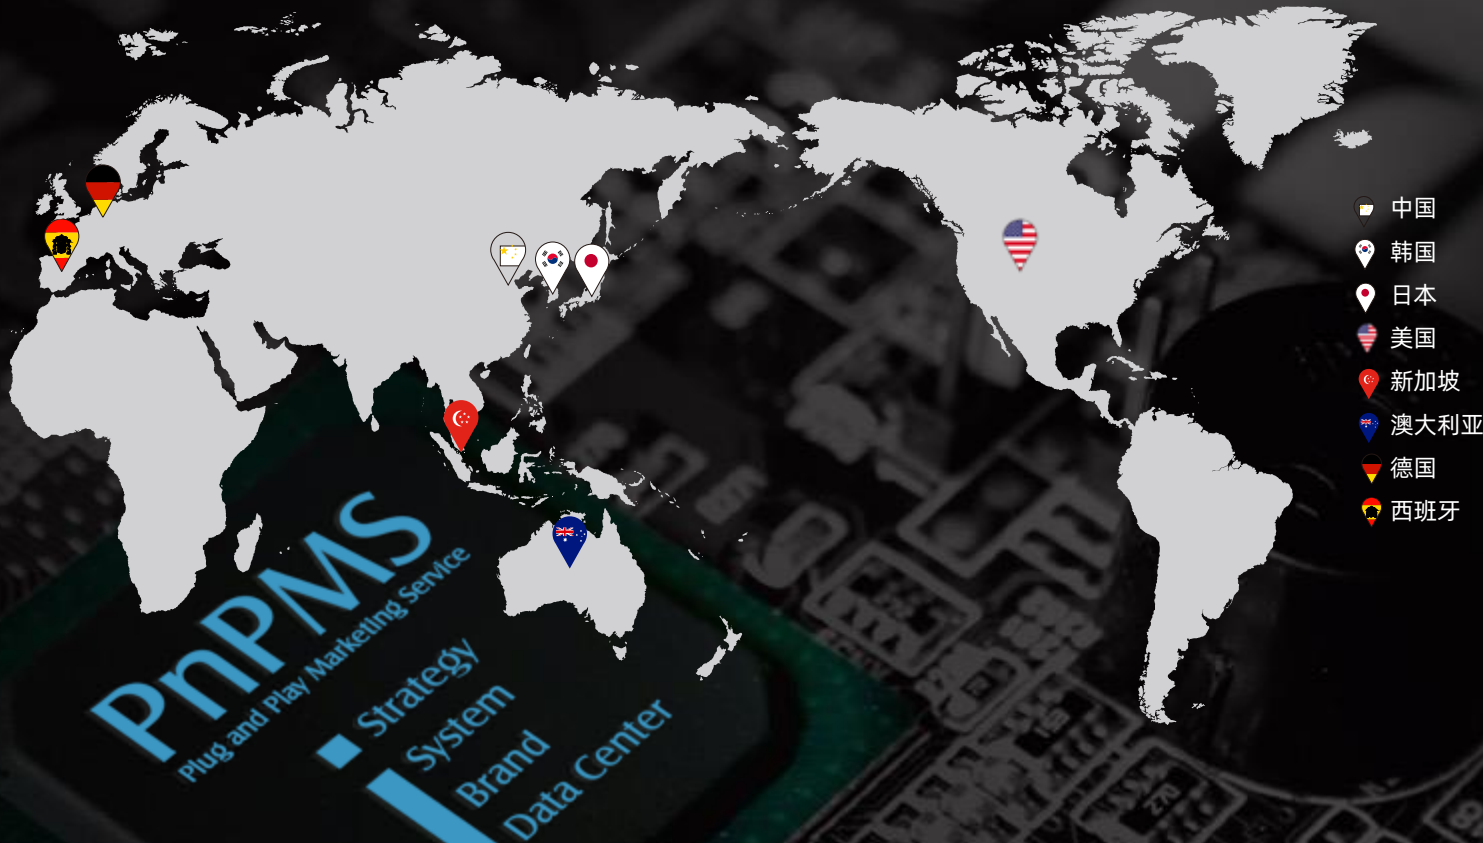 中国
韩国
日本
美国
新加坡
澳大利亚
德国
西班牙
PnPMS
Plug and Play Marketing Service
Strategy
System
Brand
Data Center
270